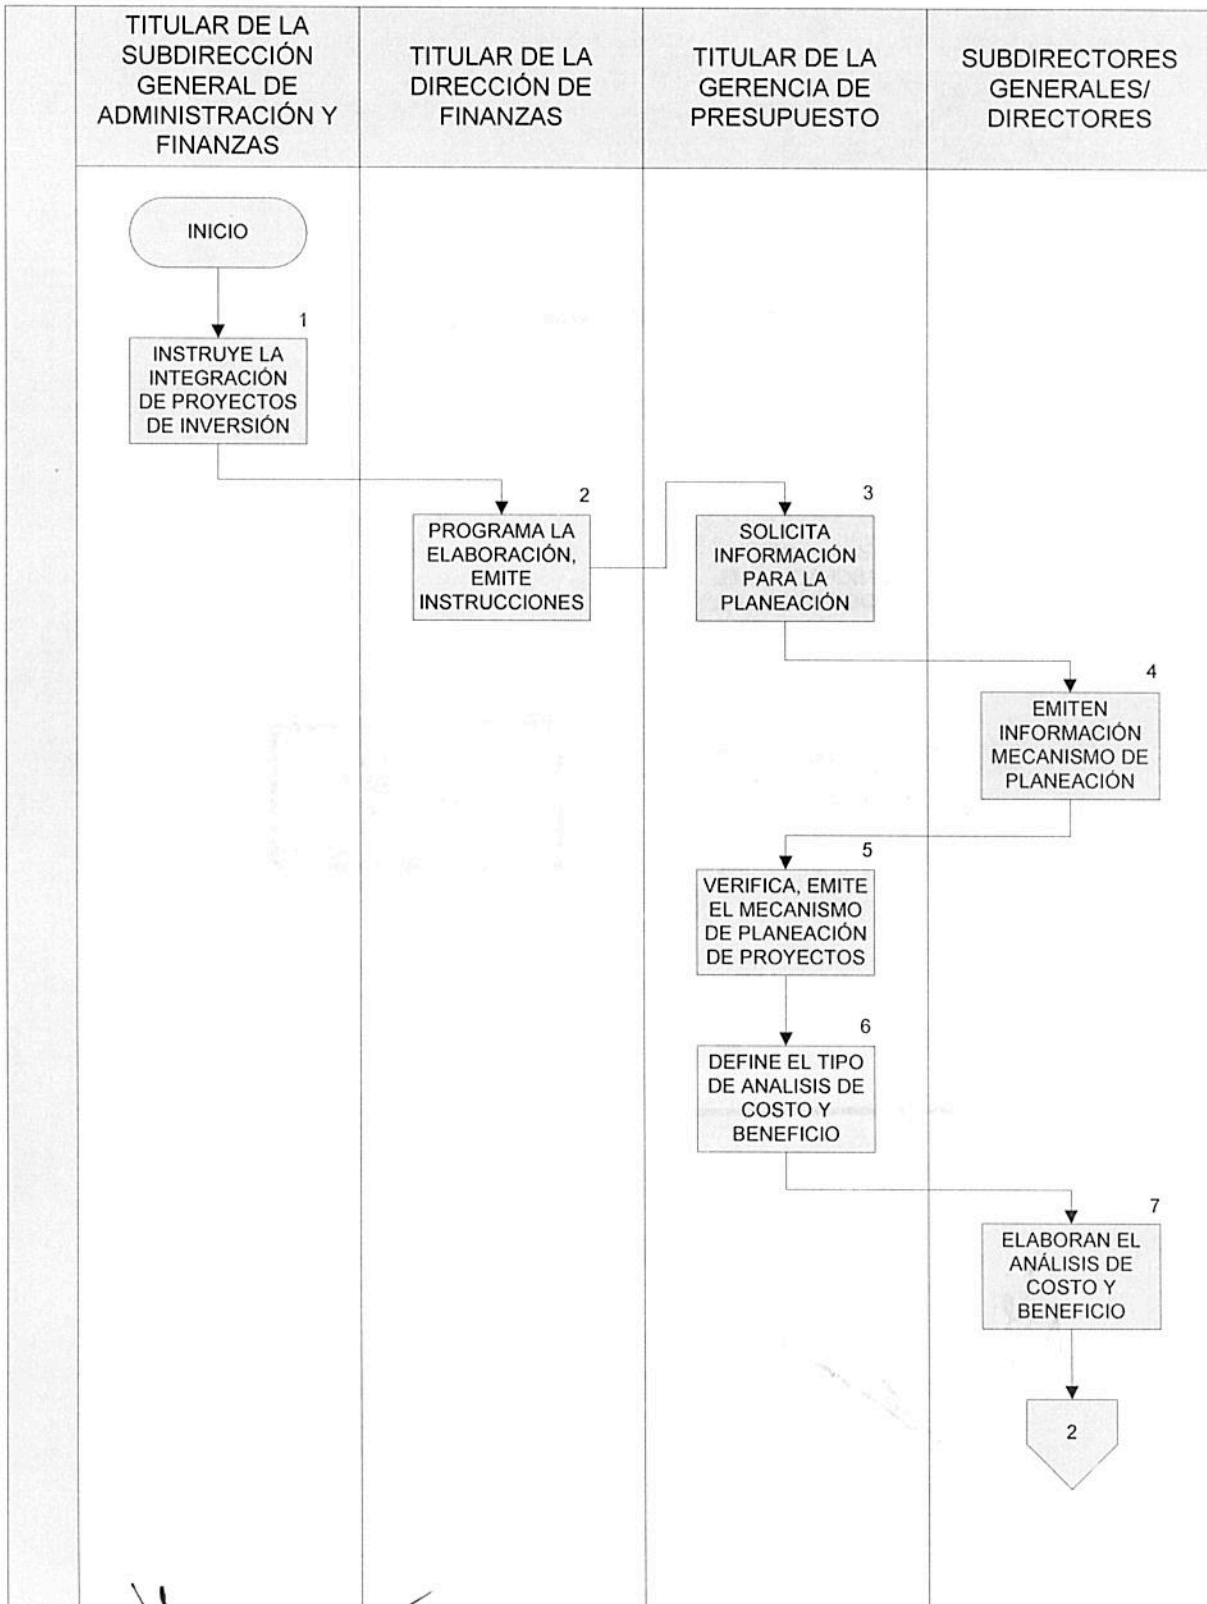 TITULAR DE LA
SUBDIRECCIÓN
GENERAL DE
ADMINISTRACIÓN Y
FINANZAS
TITULAR DE LA
DIRECCIÓN DE
FINANZAS
TITULAR DE LA
GERENCIA DE
PRESUPUESTO
SUBDIRECTORES
GENERALES/
DIRECTORES
INICIO
1
INSTRUYE LA
INTEGRACIÓN
DE PROYECTOS
DE INVERSIÓN
2
PROGRAMA LA
ELABORACIÓN,
EMITE
INSTRUCCIONES
3
SOLICITA
INFORMACIÓN
PARA LA
PLANEACIÓN
4
EMITEN
INFORMACIÓN
MECANISMO DE
PLANEACIÓN
5
VERIFICA, EMITE
EL MECANISMO
DE PLANEACIÓN
DE PROYECTOS
6
DEFINE EL TIPO
DE ANALISIS DE
COSTO Y
BENEFICIO
7
ELABORAN EL
ANÁLISIS DE
COSTO Y
BENEFICIO
2